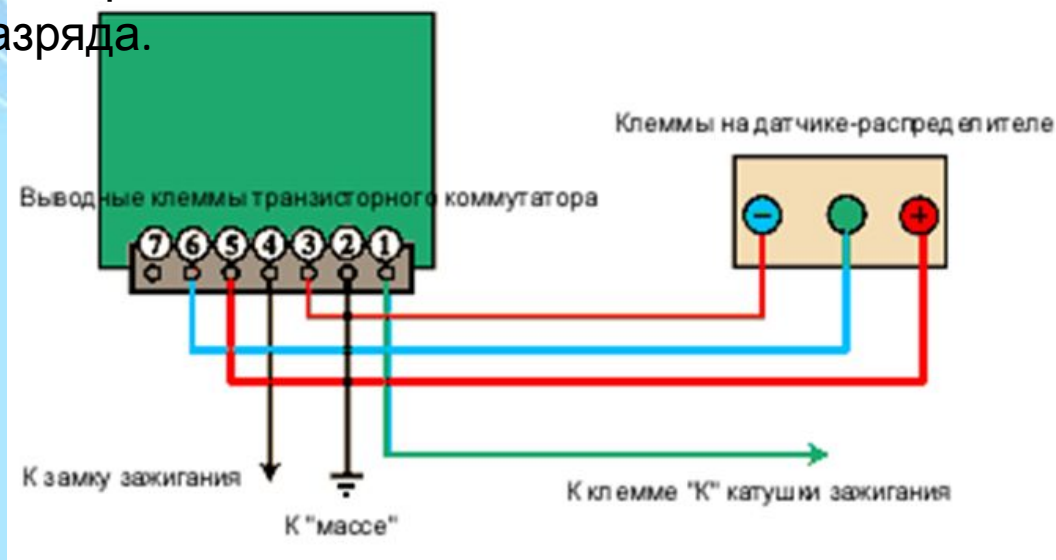 азряда.
Клеммы на датчике-распределителе
Выводные клеммы транзисторного коммутатора
− +
7 6 5 4 3 2 1
К замку зажигания
К клемме "К" катушки зажигания
К "массе"